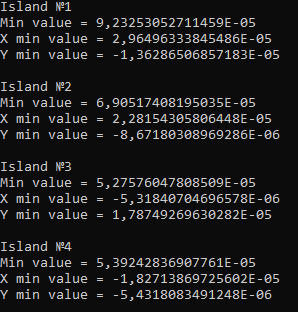 Island №1
Min value = 9,23253052711459E-05
X min value = 2,96496333845486E-05
Y min value = -1,36286506857183E-05
Island №2
Min value = 6,90517408195035E-05
X min value = 2,28154305806448E-05
Y min value = -8,67180308969286E-06
Island №3
Min value = 5,27576047808509E-05
X min value = -5,31840704696578E-06
Y min value = 1,78749269630282E-05
Island №4
Min value = 5,39242836907761E-05
X min value = -1,82713869725602E-05
Y min value = -5,4318083491248E-06